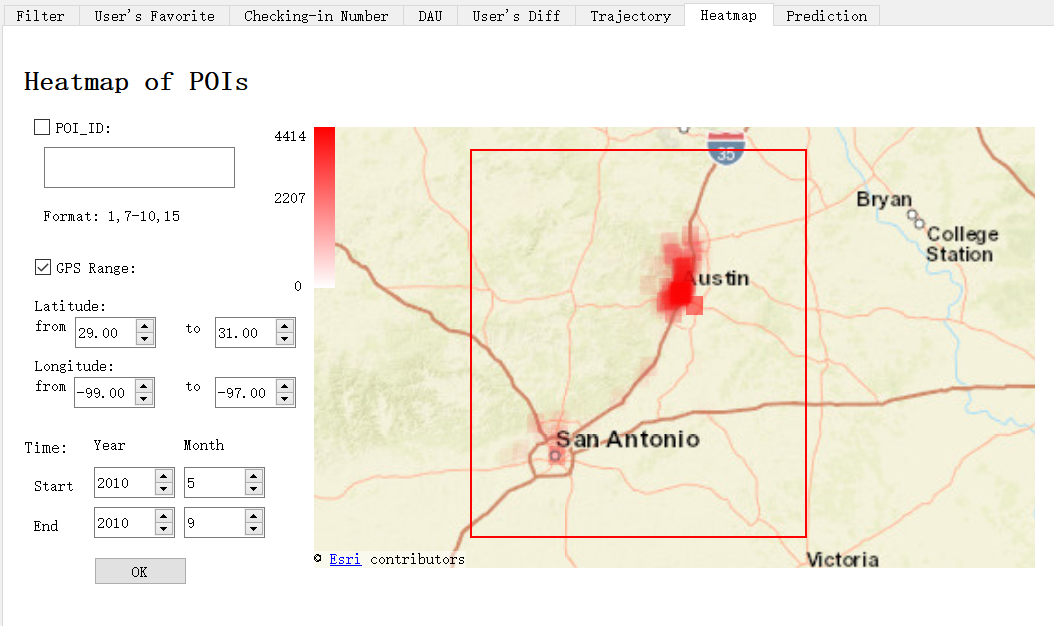 Filter User's Favorite Checking-in Number DAU User's Diff Trajectory Heatmap Prediction
Heatmap of POIs
POI_ID:
Format: 1,7-10,15
GPS Range:
Latitude:
from 29.00 to 31.00
Longitude:
from -99.00 to -97.00
Time: Year Month
Start 2010 5
End 2010 9
OK
4414
2207
0
35
Bryan
College
Station
Austin
San Antonio
Victoria
© Esri contributors